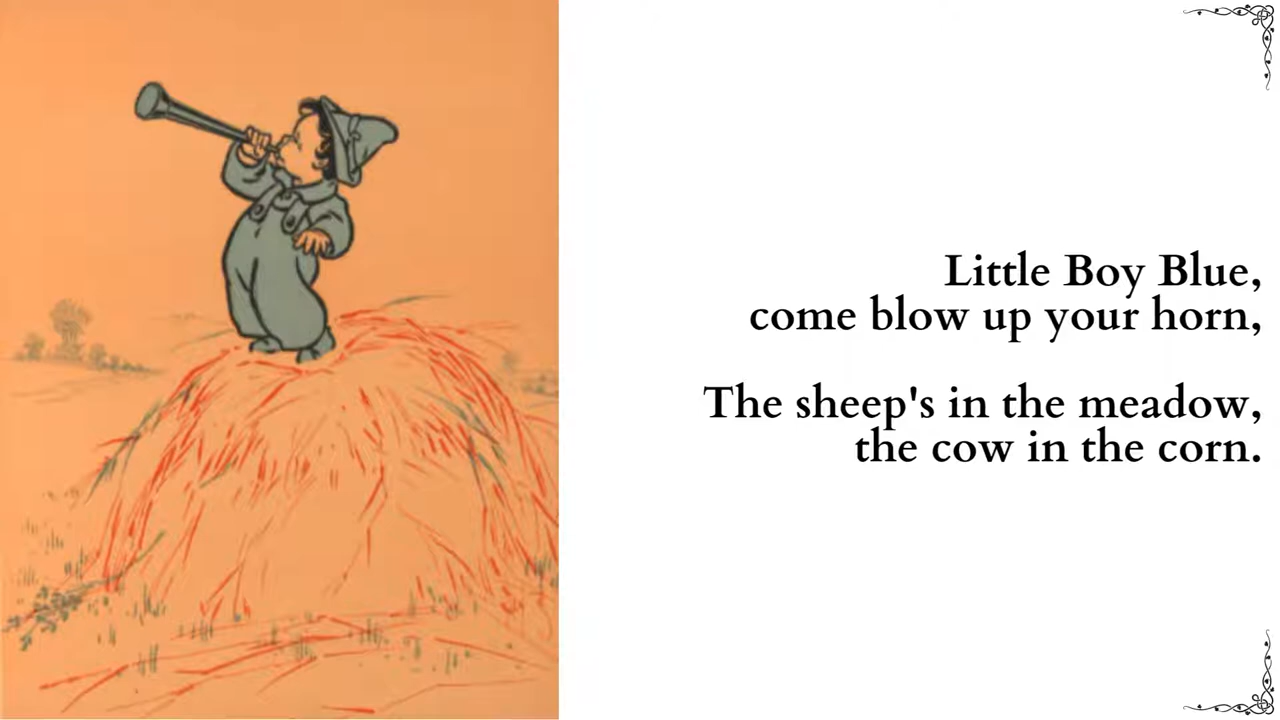 Little Boy Blue,
come blow up your horn,
The sheep's in the meadow,
the cow in the corn.